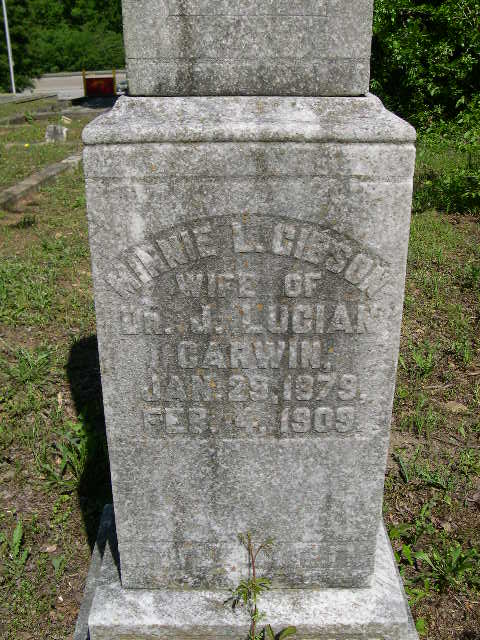 MINNIE L. GIBSON,
WIFE OF
DR. J. LUCIAN
GARWIN,
JAN. 29, 1879.
FEB. 4, 1909.